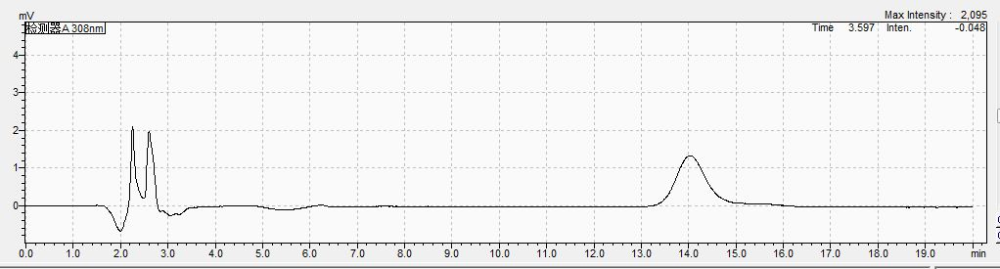 mV
Max Intensity : 2,095
检测器A 308nm
Time 3.597 Inten. -0.048
4
3
2
1
0
0.0 1.0 2.0 3.0 4.0 5.0 6.0 7.0 8.0 9.0 10.0 11.0 12.0 13.0 14.0 15.0 16.0 17.0 18.0 19.0 min